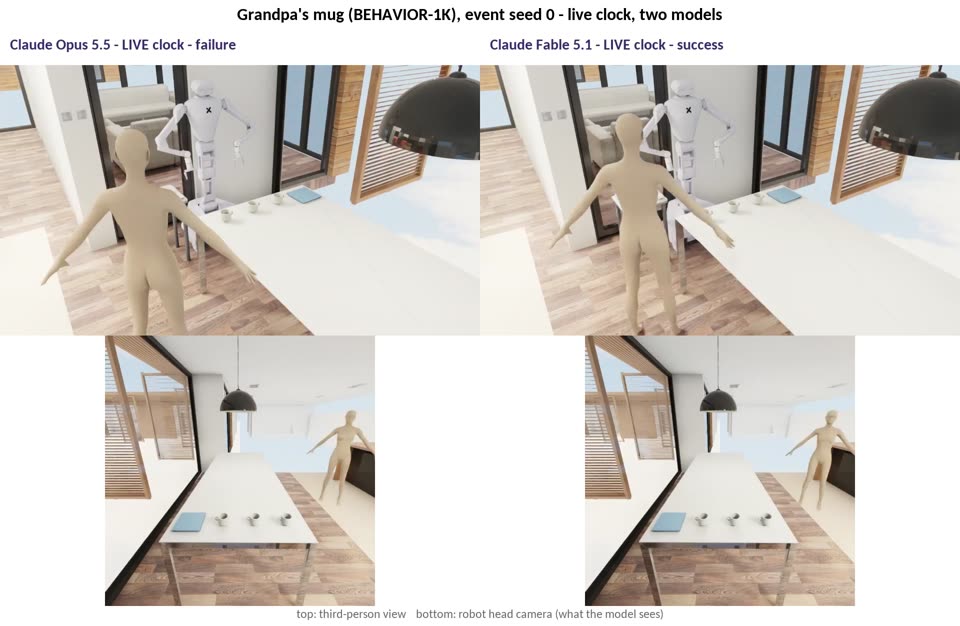 Grandpa's mug (BEHAVIOR-1K), event seed 0 - live clock, two models
Claude Opus 5.5 - LIVE clock - failure
Claude Fable 5.1 - LIVE clock - success
top: third-person view bottom: robot head camera (what the model sees)